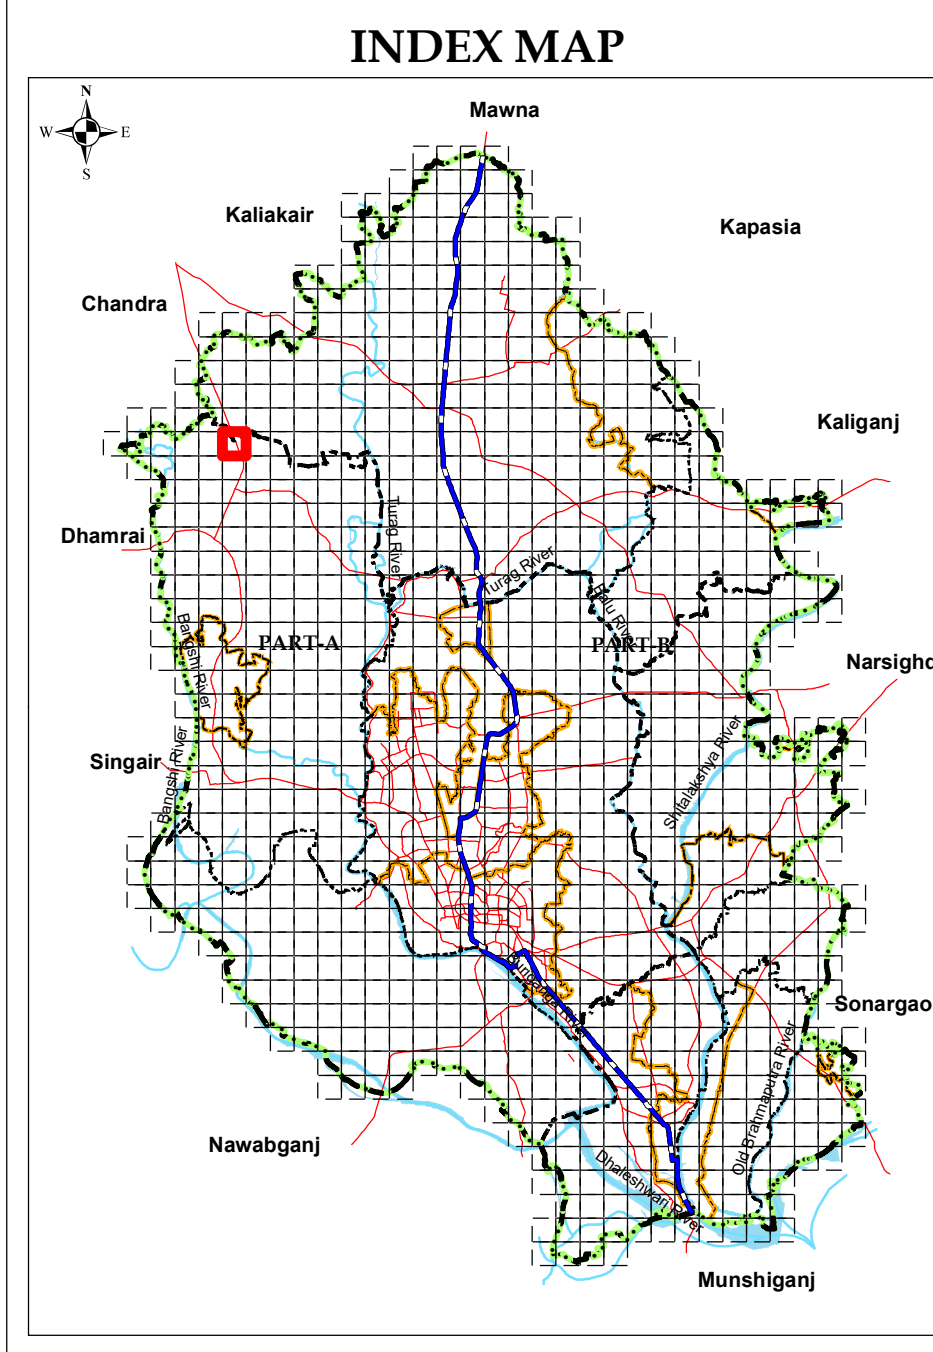 INDEX MAP
N
W E
S
Mawna
Kaliakair
Kapasia
Chandra
Kaliganj
Dhamrai
Turag River
Turag River
Balu River
Bangshi River
PART-A
PART-B
Narsighd
Shitalakshya River
Singair
Bangshi River
Buriganga River
Sonargao
Old Brahmaputra River
Nawabganj
Dhaleshwari River
Munshiganj